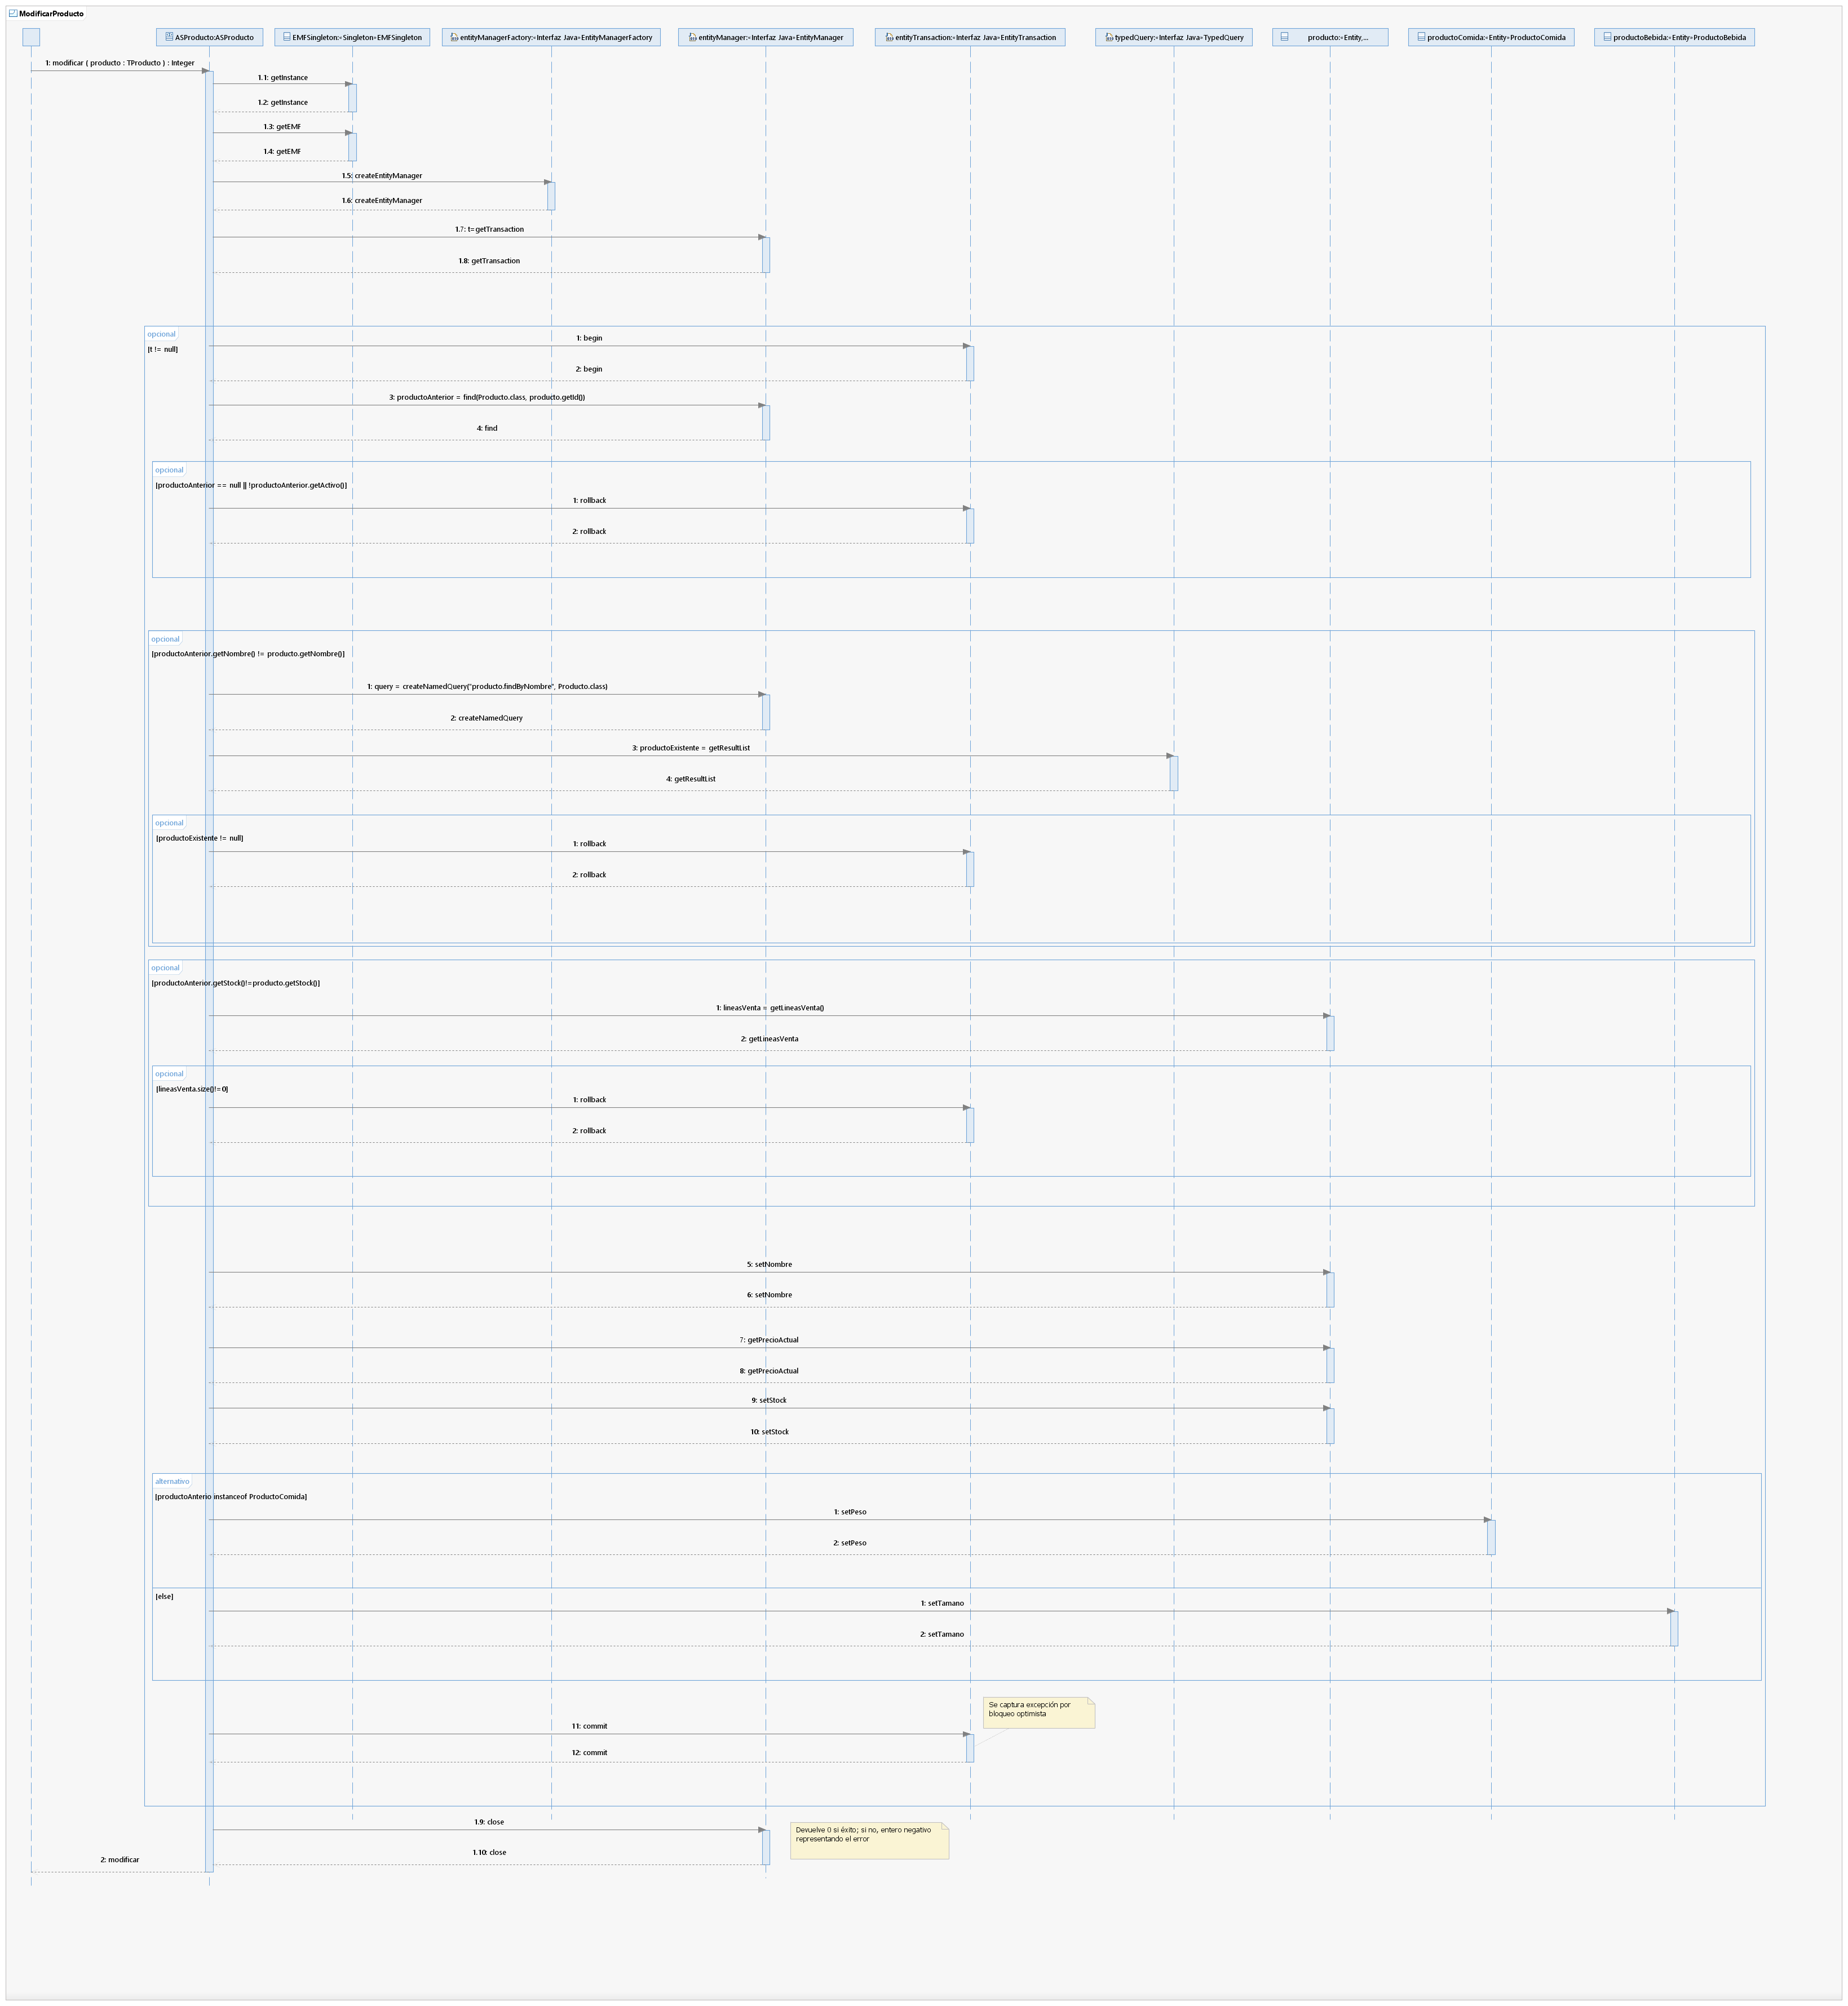 ModificarProducto
ASProducto:ASProducto
EMFSingleton:«Singleton»EMFSingleton
entityManagerFactory:«Interfaz Java»EntityManagerFactory
entityManager:«Interfaz Java»EntityManager
entityTransaction:«Interfaz Java»EntityTransaction
typedQuery:«Interfaz Java»TypedQuery
producto:«Entity,...
productoComida:«Entity»ProductoComida
productoBebida:«Entity»ProductoBebida
1: modificar ( producto : TProducto ) : Integer
1.1: getInstance
1.2: getInstance
1.3: getEMF
1.4: getEMF
1.5: createEntityManager
1.6: createEntityManager
1.7: t=getTransaction
1.8: getTransaction
opcional
[t != null]
1: begin
2: begin
3: productoAnterior = find(Producto.class, producto.getId())
4: find
opcional
[productoAnterior == null || !productoAnterior.getActivo()]
1: rollback
2: rollback
opcional
[productoAnterior.getNombre() != producto.getNombre()]
1: query = createNamedQuery("producto.findByNombre", Producto.class)
2: createNamedQuery
3: productoExistente = getResultList
4: getResultList
opcional
[productoExistente != null]
1: rollback
2: rollback
opcional
[productoAnterior.getStock()!=producto.getStock()]
1: lineasVenta = getLineasVenta()
2: getLineasVenta
opcional
[lineasVenta.size()!=0]
1: rollback
2: rollback
5: setNombre
6: setNombre
7: getPrecioActual
8: getPrecioActual
9: setStock
10: setStock
alternativo
[productoAnterio instanceof ProductoComida]
1: setPeso
2: setPeso
[else]
1: setTamano
2: setTamano
Se captura excepción por
bloqueo optimista
11: commit
12: commit
1.9: close
Devuelve 0 si éxito; si no, entero negativo
representando el error
1.10: close
2: modificar